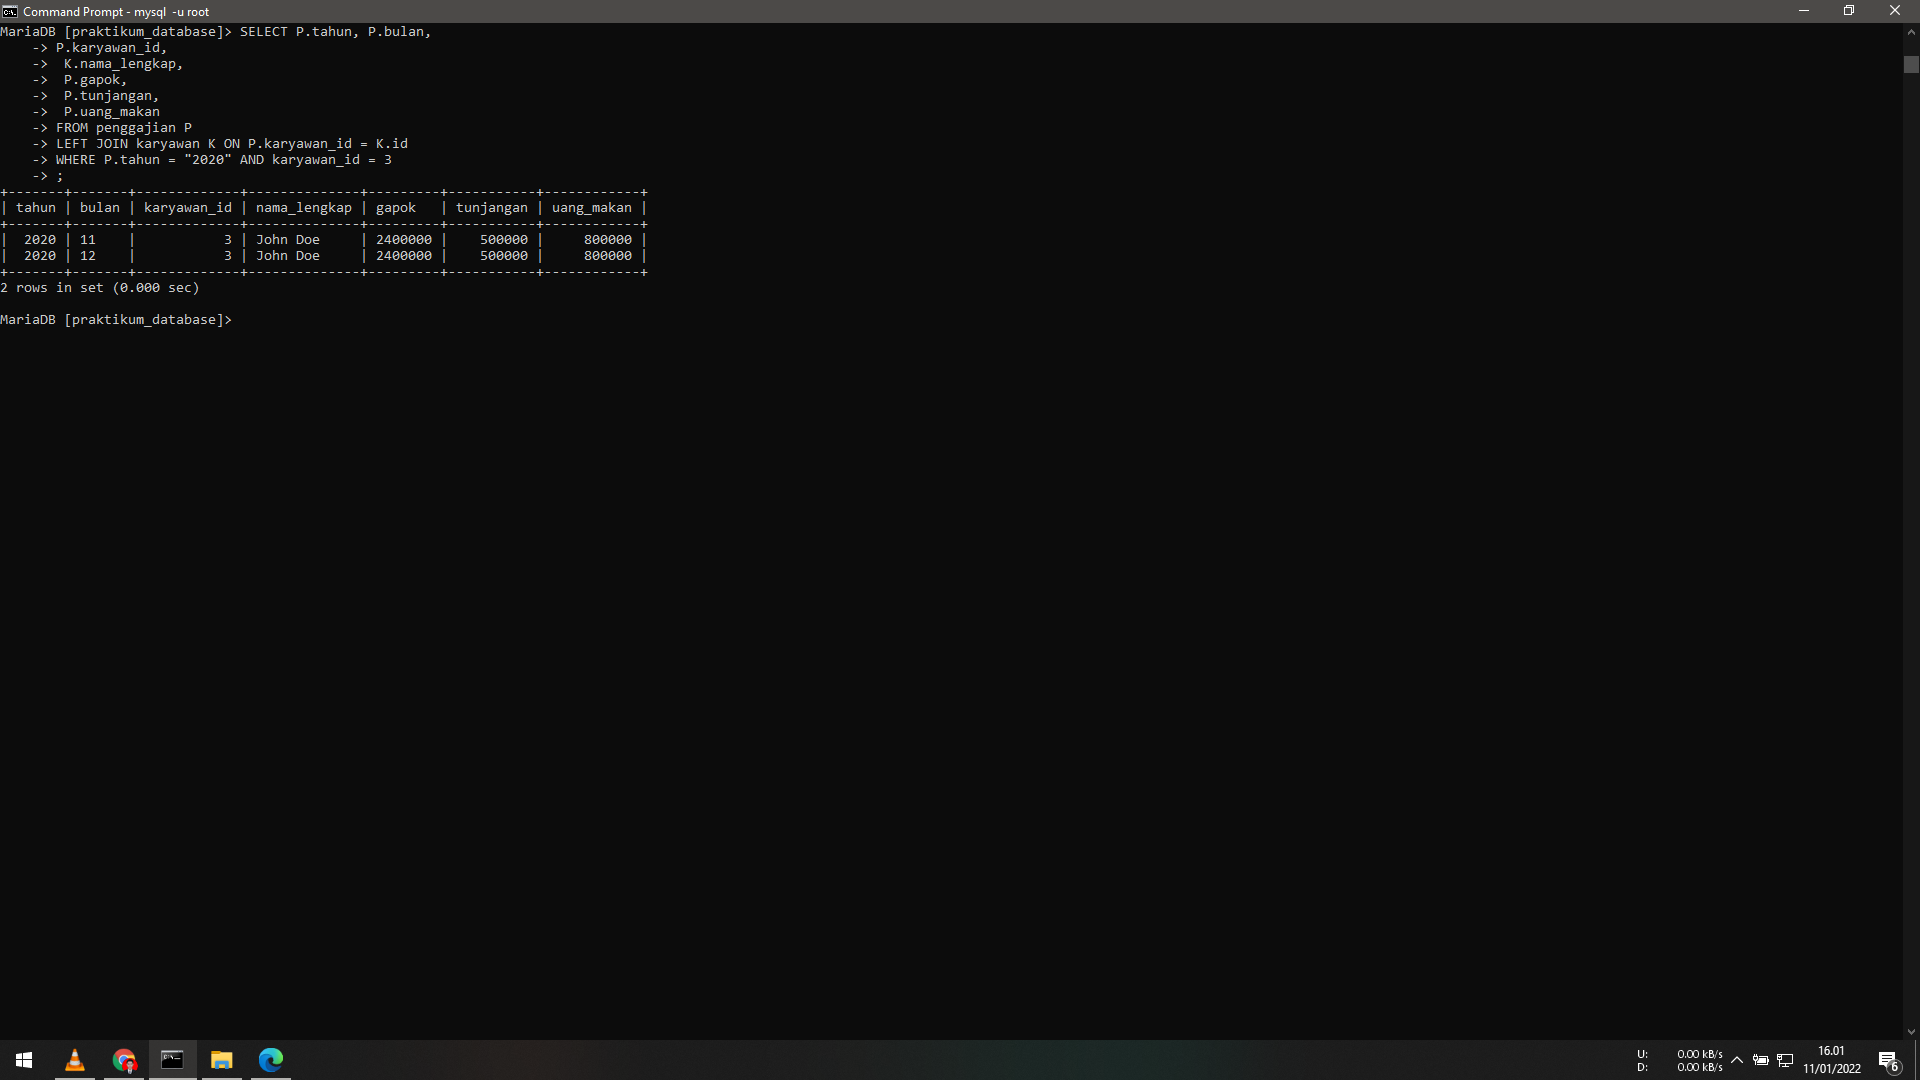 Command Prompt - mysql  -u root
MariaDB [praktikum_database]> SELECT P.tahun, P.bulan,
    -> P.karyawan_id,
    ->  K.nama_lengkap,
    ->  P.gapok,
    ->  P.tunjangan,
    ->  P.uang_makan
    -> FROM penggajian P
    -> LEFT JOIN karyawan K ON P.karyawan_id = K.id
    -> WHERE P.tahun = "2020" AND karyawan_id = 3
    -> ;
+-------+-------+-------------+--------------+---------+-----------+------------+
| tahun | bulan | karyawan_id | nama_lengkap | gapok   | tunjangan | uang_makan |
+-------+-------+-------------+--------------+---------+-----------+------------+
|  2020 | 11    |           3 | John Doe     | 2400000 |    500000 |     800000 |
|  2020 | 12    |           3 | John Doe     | 2400000 |    500000 |     800000 |
+-------+-------+-------------+--------------+---------+-----------+------------+
2 rows in set (0.000 sec)
MariaDB [praktikum_database]>
U: 0.00 kB/s
D: 0.00 kB/s
16.01
11/01/2022
6